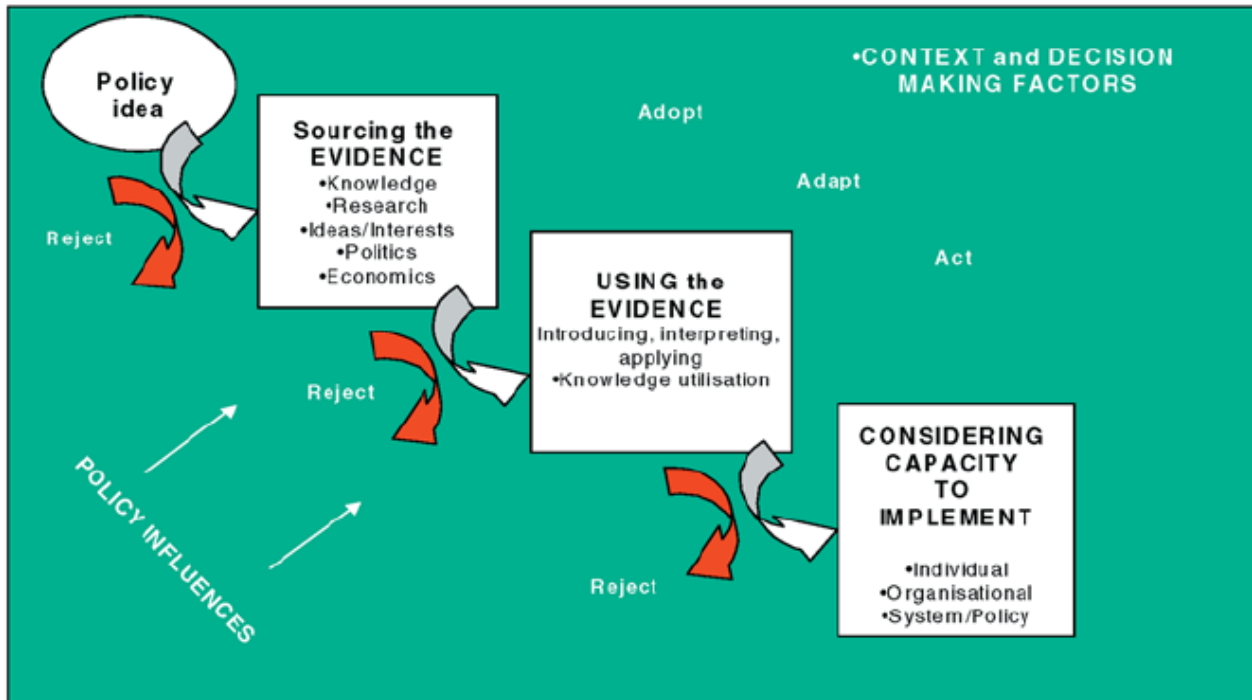 Policy
idea
•CONTEXT and DECISION
MAKING FACTORS
Sourcing the
EVIDENCE
•Knowledge
•Research
•Ideas/Interests
•Politics
•Economics
Adopt
Adapt
Act
Reject
USING the
EVIDENCE
Introducing, interpreting,
applying
•Knowledge utilisation
Reject
POLICY INFLUENCES
CONSIDERING
CAPACITY
TO
IMPLEMENT
•Individual
•Organisational
•System/Policy
Reject